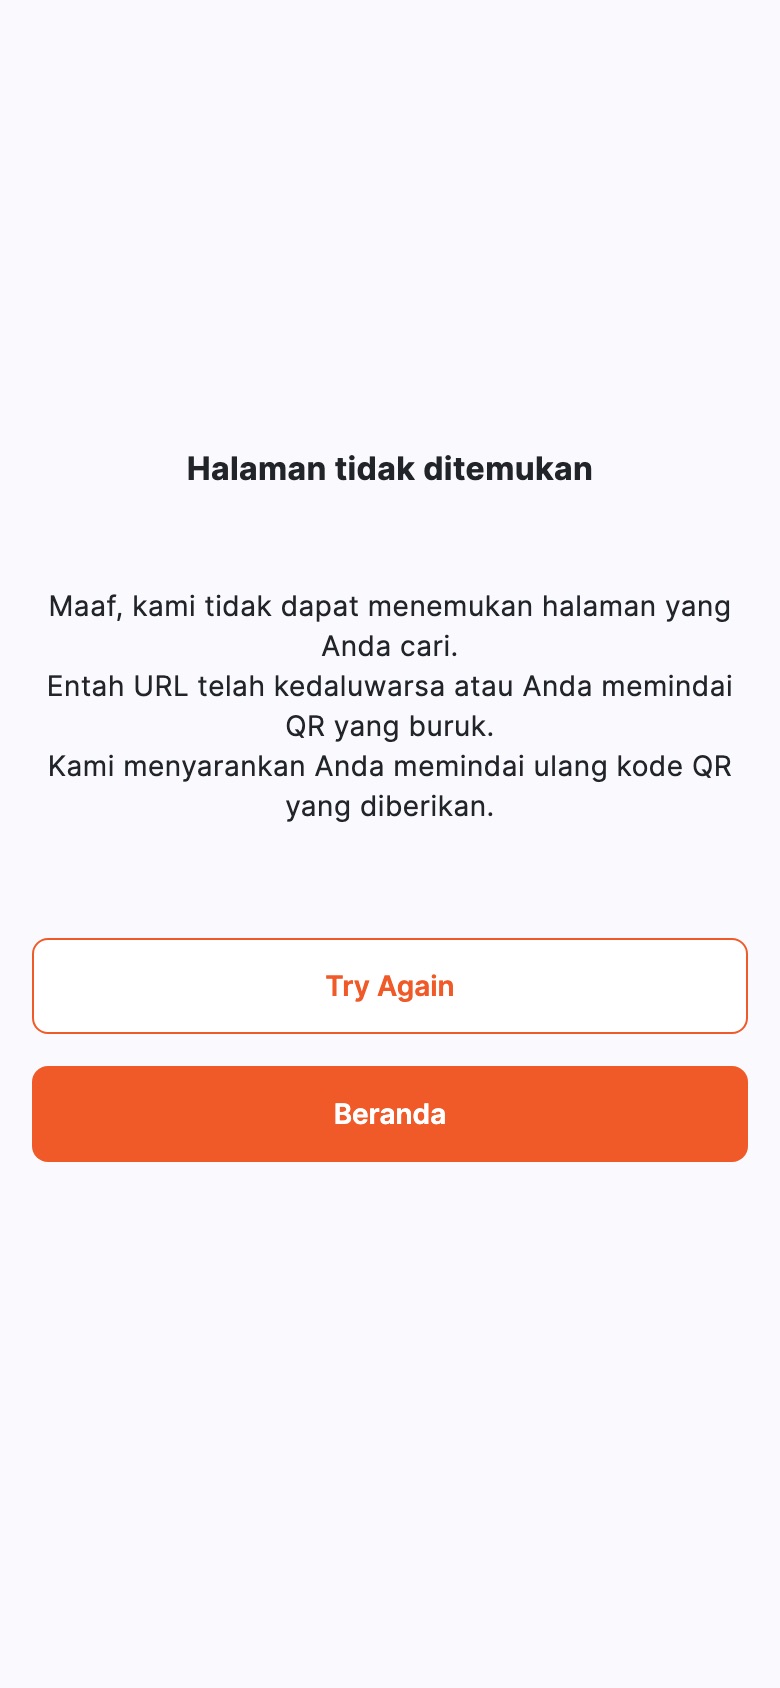 Halaman tidak ditemukan
Maaf, kami tidak dapat menemukan halaman yang
Anda cari.
Entah URL telah kedaluwarsa atau Anda memindai
QR yang buruk.
Kami menyarankan Anda memindai ulang kode QR
yang diberikan.
Try Again
Beranda